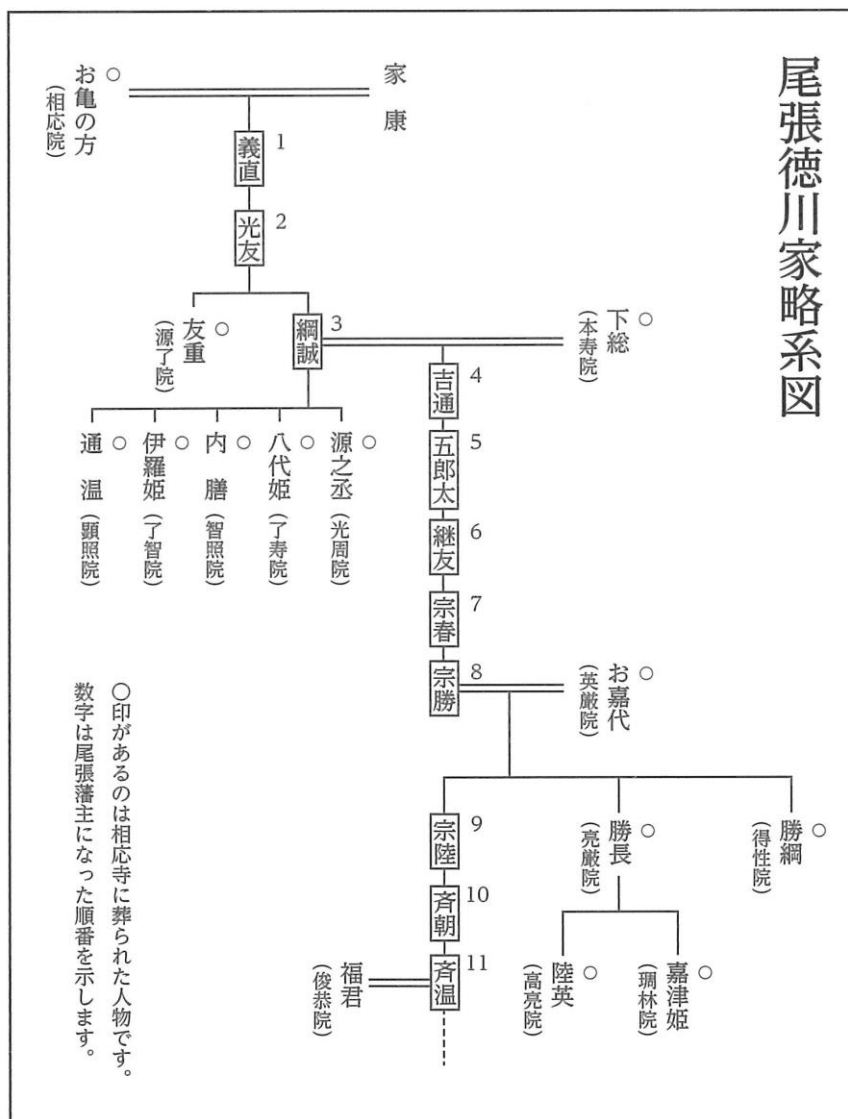 尾張徳川家略系図
家康
○
お亀の方
(相応院)
1
義直
2
光友
3
綱誠
○
友重
(源了院)
○
下総
(本寿院)
○
源之丞(光周院)
○
八代姫(了寿院)
○
内膳(智照院)
○
伊羅姫(了智院)
○
通温(顕照院)
4
吉通
5
五郎太
6
継友
7
宗春
8
宗勝
○
お嘉代
(英厳院)
○
勝綱
(得性院)
○
勝長
(亮厳院)
9
宗陸
○
嘉津姫
(琱林院)
○
陸英
(高亮院)
10
斉朝
11
斉温
福君
(俊恭院)
○印があるのは相応寺に葬られた人物です。
数字は尾張藩主になった順番を示します。